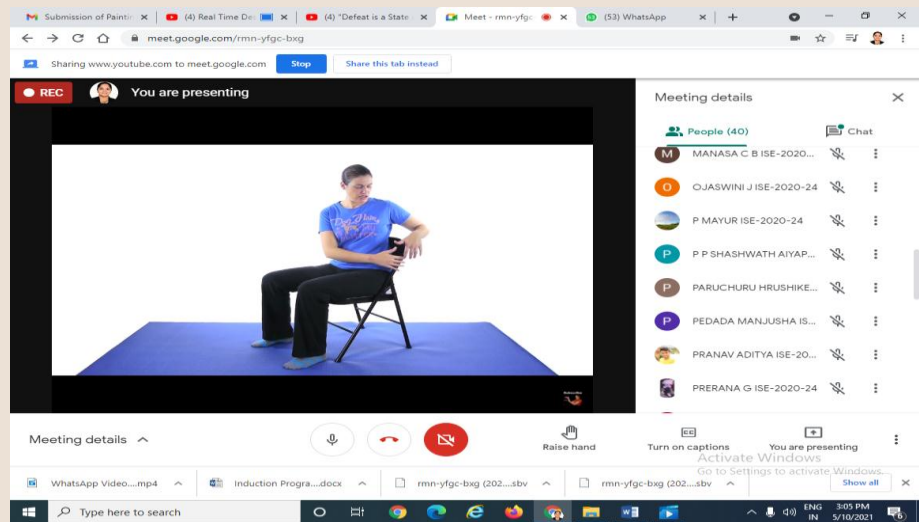 Submission of Paintir
(4) Real Time De
(4) "Defeat is a State
Meet - rmn-yfgc
(53) WhatsApp
meet.google.com/rmn-yfgc-bxg
Sharing www.youtube.com to meet.google.com
Stop
Share this tab instead
REC
You are presenting
Meeting details
People (40)
Chat
M
MANASA C B ISE-2020...
O
OJASWINI J ISE-2020-24
P MAYUR ISE-2020-24
P
P P SHASHWATH AIYAP...
P
PARUCHURU HRUSHIKE...
P
PEDADA MANJUSHA IS...
PRANAV ADITYA ISE-20...
PRERANA G ISE-2020-24
Meeting details
Raise hand
Turn on captions
You are presenting
Activate Windows
Go to Settings to activate Windows.
WhatsApp Video....mp4
Induction Progra....docx
rmn-yfgc-bxg (202....sbv
rmn-yfgc-bxg (202....sbv
Show all
Type here to search
ENG
IN
3:05 PM
5/10/2021
6